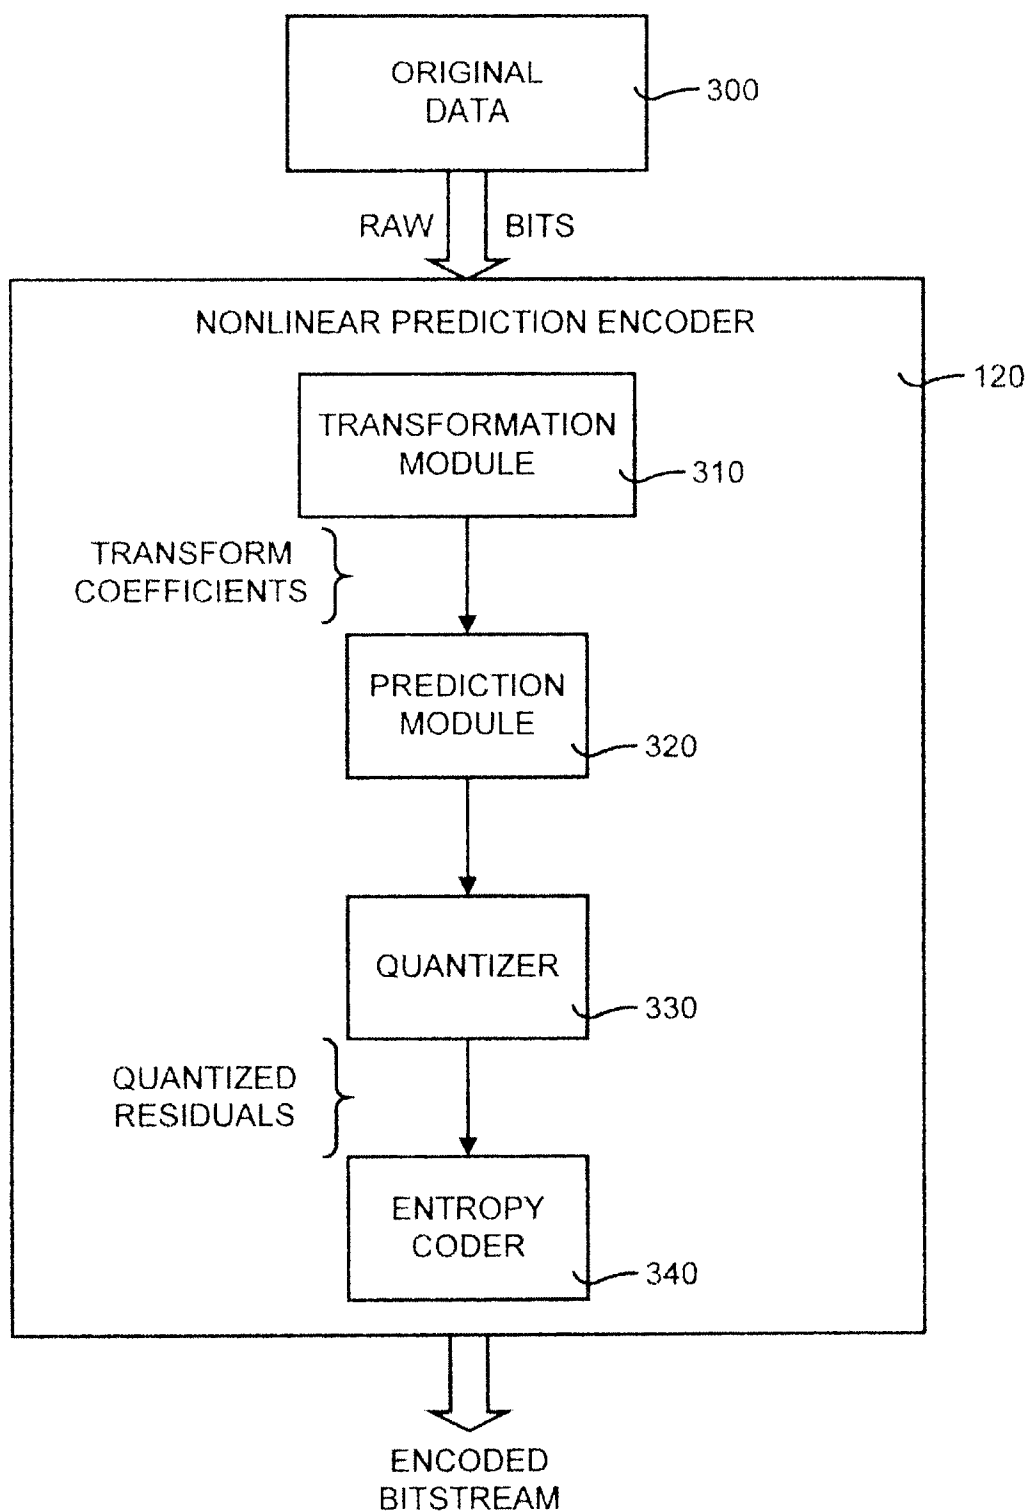 ORIGINAL
DATA
300
RAW BITS
NONLINEAR PREDICTION ENCODER
120
TRANSFORMATION
MODULE
310
TRANSFORM
COEFFICIENTS
PREDICTION
MODULE
320
QUANTIZER
330
QUANTIZED
RESIDUALS
ENTROPY
CODER
340
ENCODED
BITSTREAM